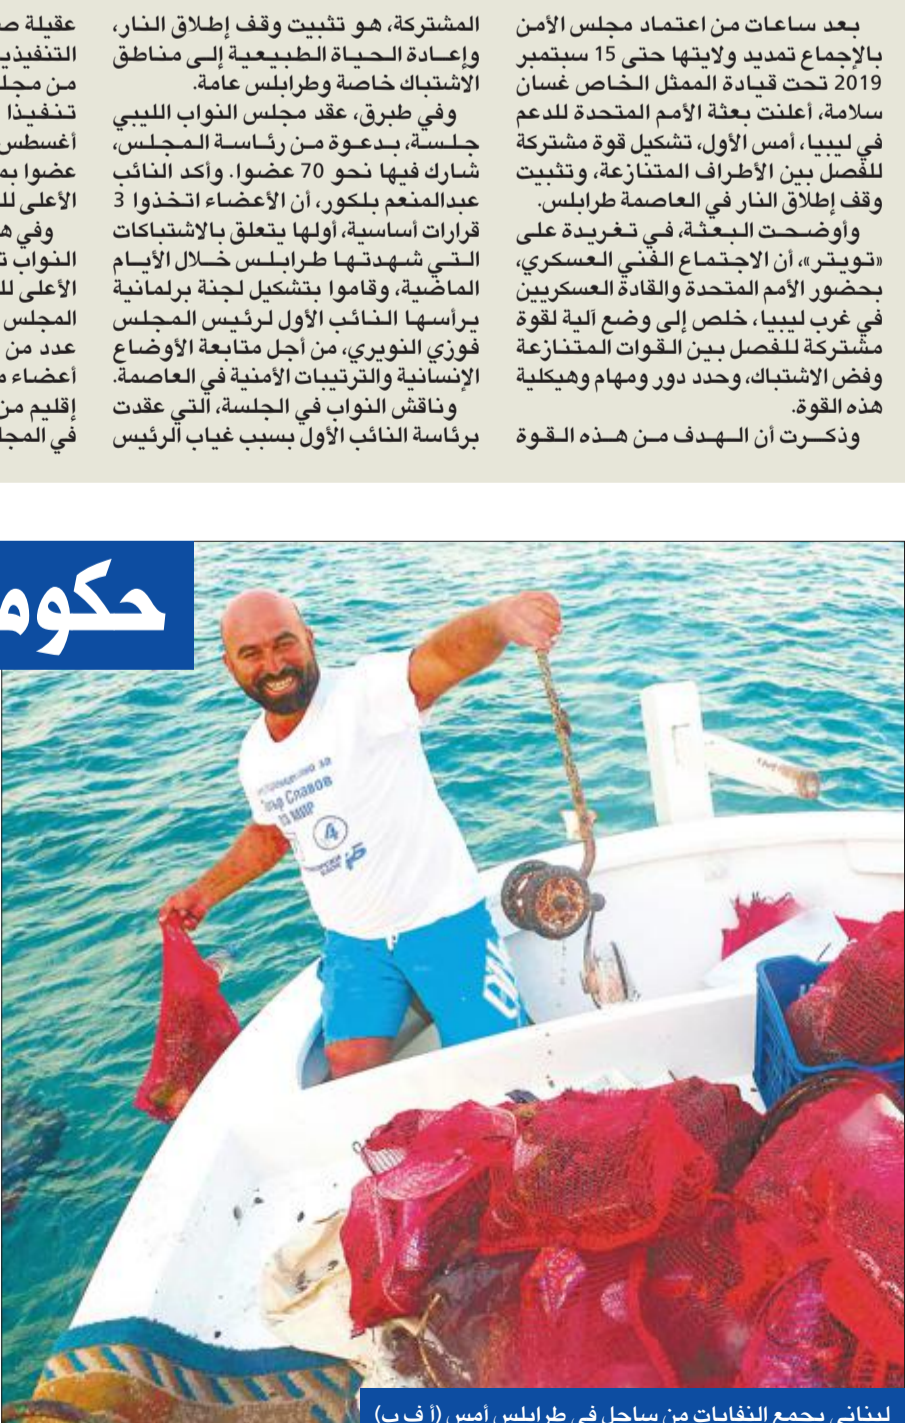 بعد ساعات من اعتماد مجلس الأمن
بالإجماع تمديد ولايتها حتى 15 سبتمبر
2019 تحت قيادة الممثل الخاص غسان
سلامة، أعلنت بعثة الأمم المتحدة للدعم
في ليبيا، أمس الأول، تشكيل قوة مشتركة
للفصل بين الأطراف المتنازعة، وتثبيت
وقف إطلاق النار في العاصمة طرابلس.
وأوضحت البعثة، في تغريدة على
«تويتر»، أن الاجتماع الفني العسكري،
بحضور الأمم المتحدة والقادة العسكريين
في غرب ليبيا، خلص إلى وضع آلية لقوة
مشتركة للفصل بين القوات المتنازعة
وفض الاشتباك، وحدد دور ومهام وهيكلية
هذه القوة.
وذكرت أن الهدف من هذه القوة
المشتركة، هو تثبيت وقف إطلاق النار،
وإعادة الحياة الطبيعية إلى مناطق
الاشتباك خاصة وطرابلس عامة.
وفي طبرق، عقد مجلس النواب الليبي
جلسة، بدعوة من رئاسة المجلس،
شارك فيها نحو 70 عضوا. وأكد النائب
عبدالمنعم بلكور، أن الأعضاء اتخذوا 3
قرارات أساسية، أولها يتعلق بالاشتباكات
التي شهدتها طرابلس خلال الأيام
الماضية، وقاموا بتشكيل لجنة برلمانية
يرأسها النائب الأول لرئيس المجلس
فوزي النويري، من أجل متابعة الأوضاع
الإنسانية والترتيبات الأمنية في العاصمة.
وناقش النواب في الجلسة، التي عقدت
برئاسة النائب الأول بسبب غياب الرئيس
عقيلة
من
تنفيذا
أغسطس
عضوا
الأعلى
وفي
النواب
الأعلى
المجلس
عدد من
أعضاء
إقليم من
في
Славов
МИР
4
لبناني يجمع النفايات من ساحل في طرابلس أمس (أ ف ب)